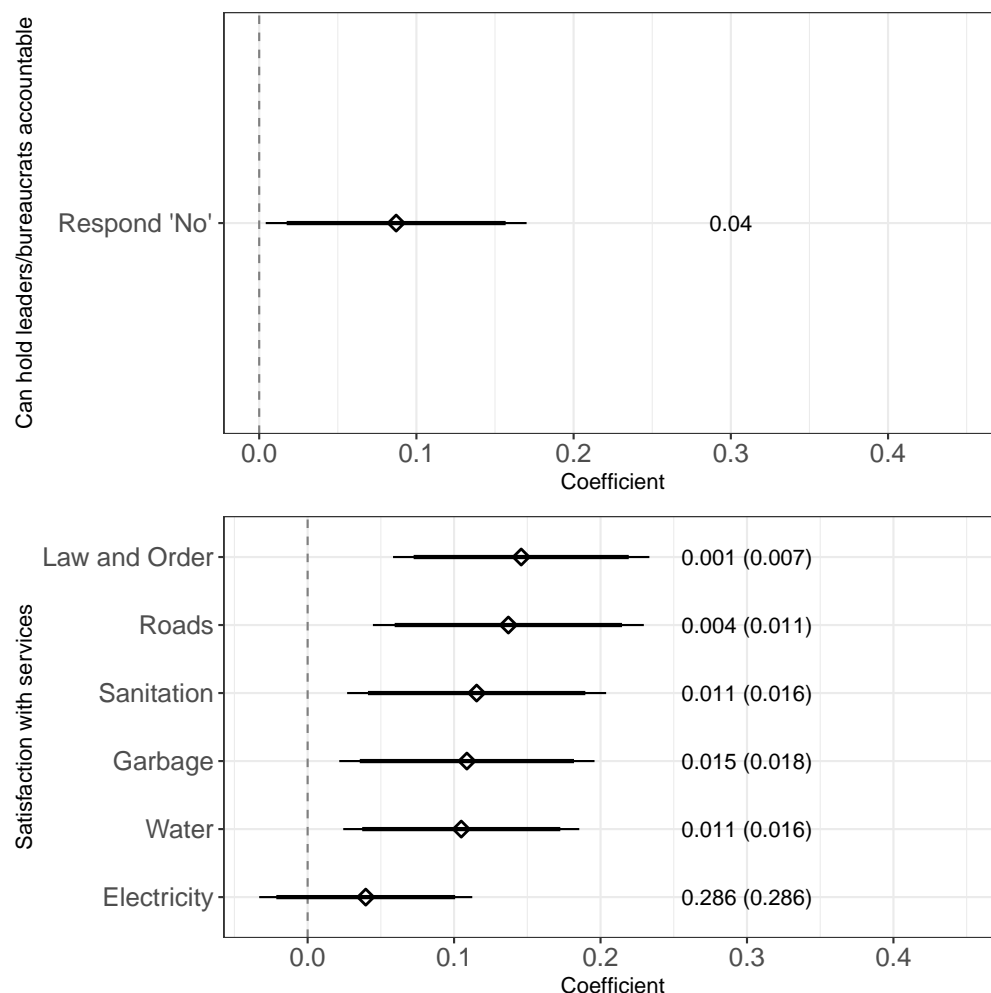 Can hold leaders/bureaucrats accountable
Respond 'No'
0.04
0.0 0.1 0.2 0.3 0.4
Coefficient
Satisfaction with services
Law and Order 0.001 (0.007)
Roads 0.004 (0.011)
Sanitation 0.011 (0.016)
Garbage 0.015 (0.018)
Water 0.011 (0.016)
Electricity 0.286 (0.286)
0.0 0.1 0.2 0.3 0.4
Coefficient